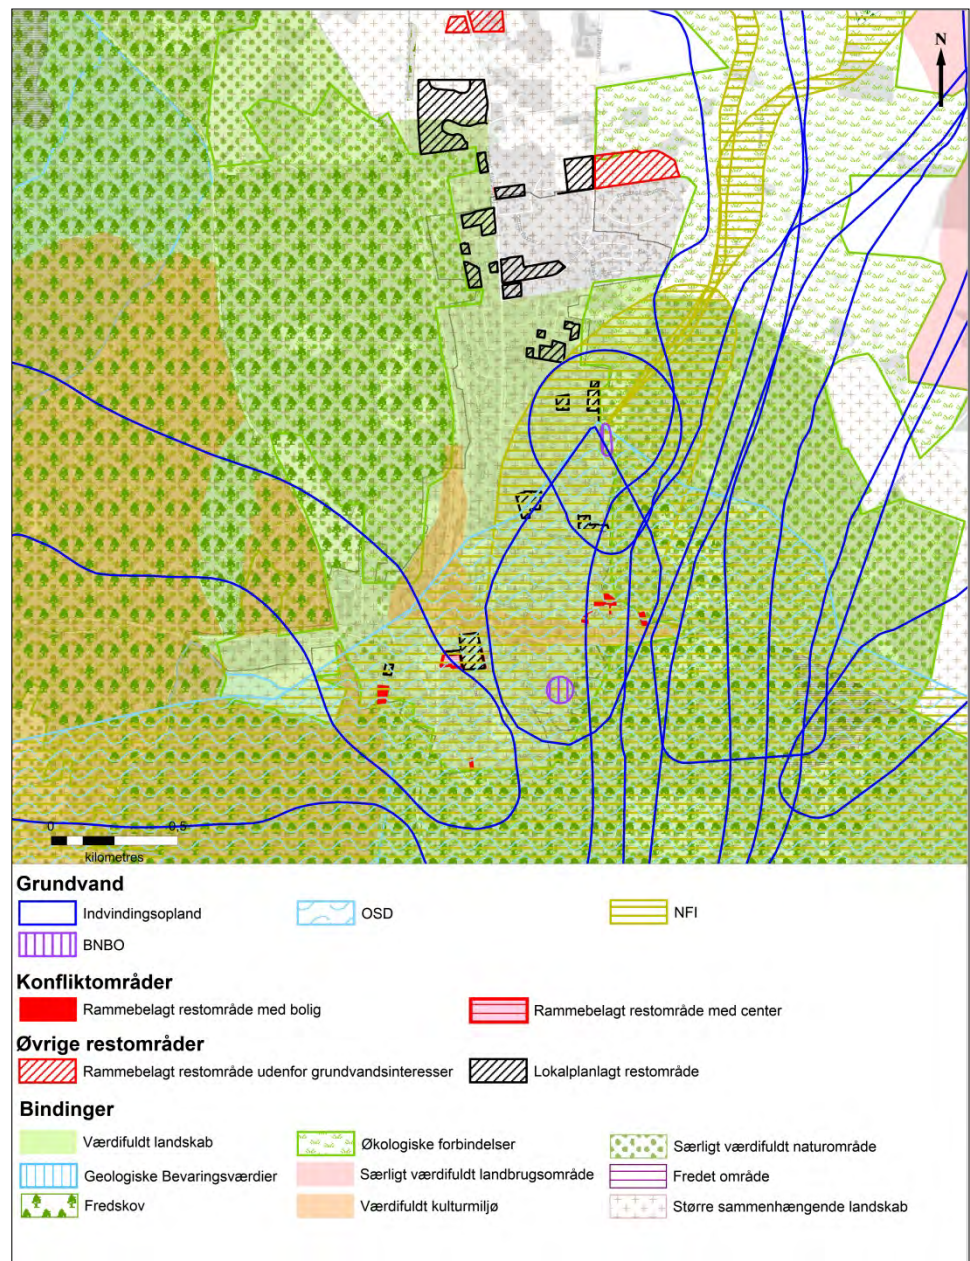 N
0 0,5
kilometres
Grundvand
Indvindingsopland OSD NFI
BNBO
Konfliktområder
Rammebelagt restområde med bolig Rammebelagt restområde med center
Øvrige restområder
Rammebelagt restområde udenfor grundvandsinteresser Lokalplanlagt restområde
Bindinger
Værdifuldt landskab Økologiske forbindelser Særligt værdifuldt naturområde
Geologiske Bevaringsværdier Særligt værdifuldt landbrugsområde Fredet område
Fredskov Værdifuldt kulturmiljø Större sammenhængende landskab